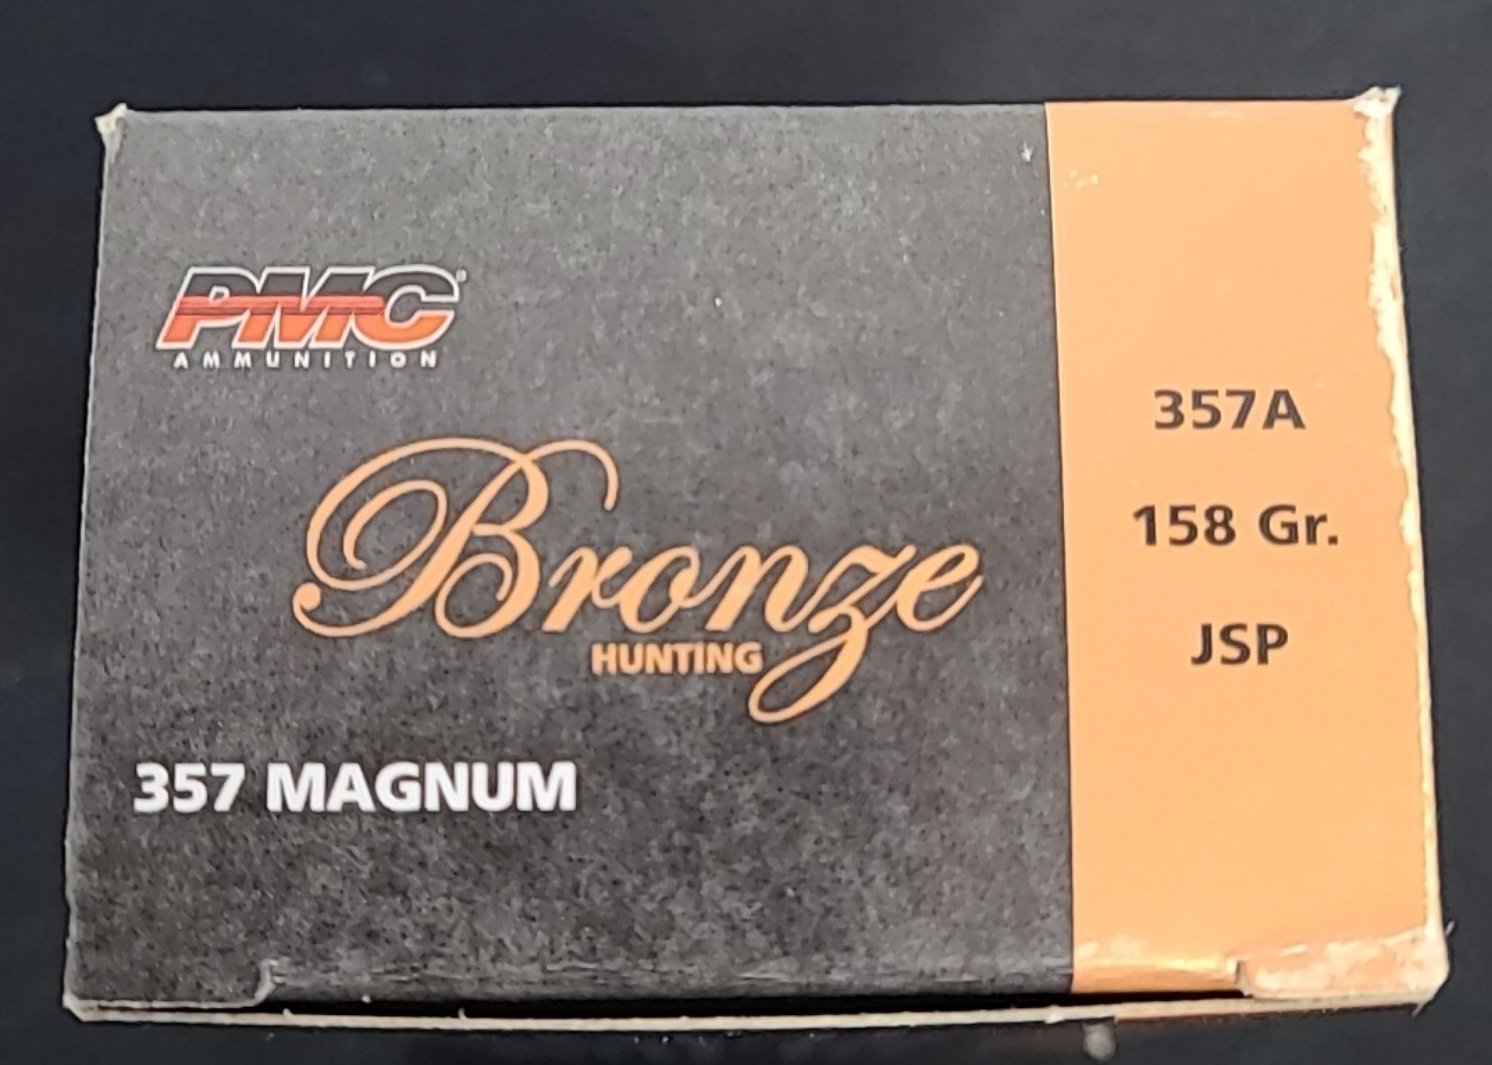 PMC®
AMMUNITION
Bronze
HUNTING
357 MAGNUM
357A
158 Gr.
JSP